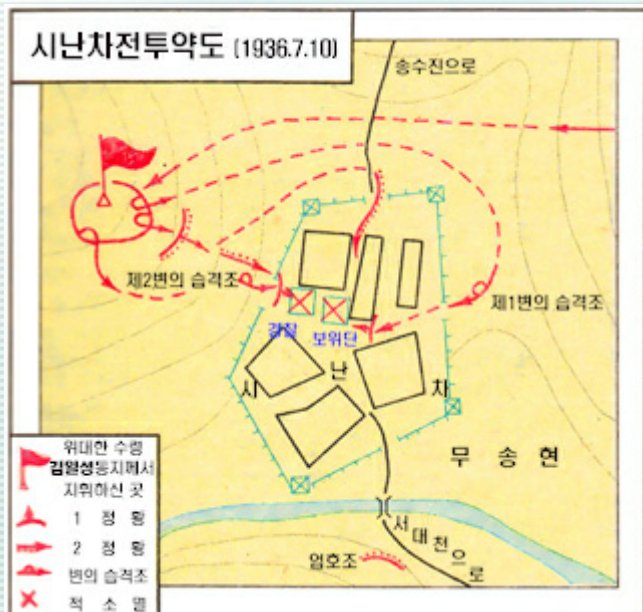 시난차전투약도 (1936.7.10)
송수진으로
제2변의 습격조
제1변의 습격조
경찰
보위단
시 난 차
무 송 현
서대천으로
엄호조
위대한 수령
김일성동지께서
지휘하신 곳
1 정 황
2 정 황
변의 습격조
적 소 멸